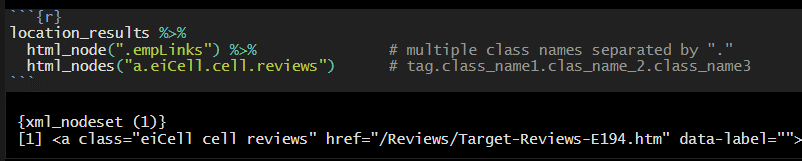 ```{r}
location_results %>%
  html_node(".empLinks") %>%                # multiple class names separated by "."
  html_nodes("a.eiCell.cell.reviews")       # tag.class_name1.clas_name_2.class_name3
```
{xml_nodeset (1)}
[1] <a class="eiCell cell reviews" href="/Reviews/Target-Reviews-E194.htm" data-label="">